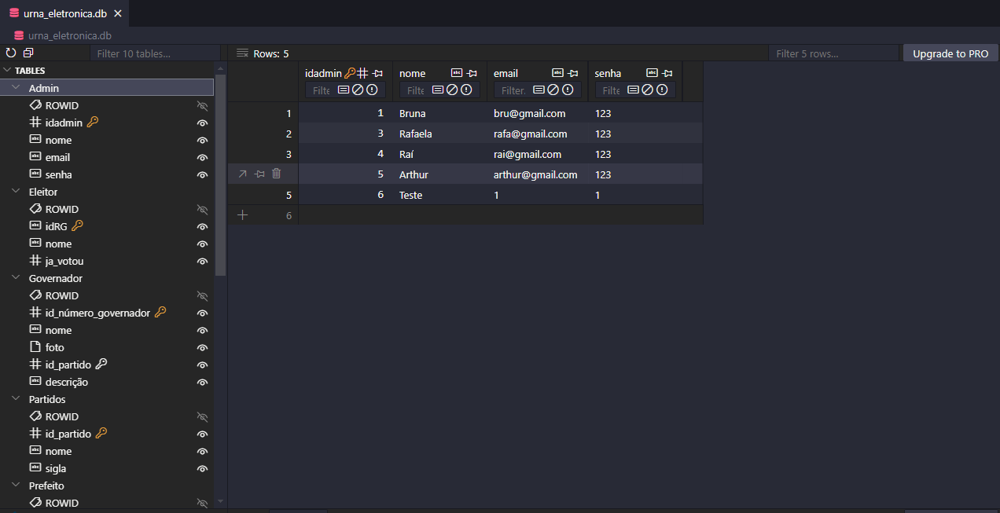 urna_eletronica.db
urna_eletronica.db
Filter 10 tables...
Rows: 5
Filter 5 rows...
Upgrade to PRO
TABLES
Admin
ROWID
idadmin
nome
email
senha
Eleitor
ROWID
idRG
nome
ja_votou
Governador
ROWID
id_número_governador
nome
foto
id_partido
descrição
Partidos
ROWID
id_partido
nome
sigla
Prefeito
ROWID
idadmin nome email senha
Filte Filte Filter. Filte
1 1 Bruna bru@gmail.com 123
2 3 Rafaela rafa@gmail.com 123
3 4 Raí rai@gmail.com 123
5 Arthur arthur@gmail.com 123
5 6 Teste 1 1
6